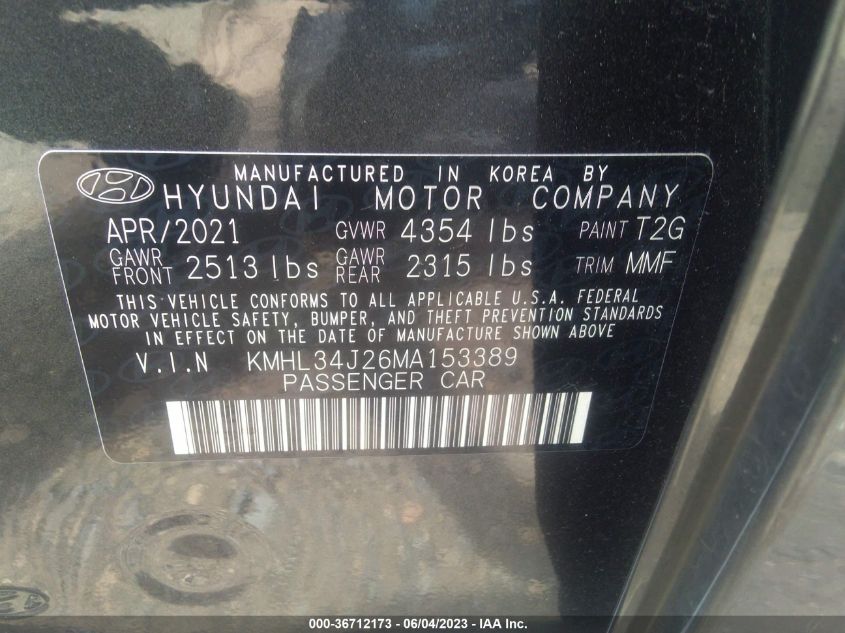 MANUFACTURED IN KOREA BY
HYUNDAI MOTOR COMPANY
APR/2021 GVWR 4354 lbs PAINT T2G
GAWR FRONT 2513 lbs GAWR REAR 2315 lbs TRIM MMF
THIS VEHICLE CONFORMS TO ALL APPLICABLE U.S.A. FEDERAL
MOTOR VEHICLE SAFETY, BUMPER, AND THEFT PREVENTION STANDARDS
IN EFFECT ON THE DATE OF MANUFACTURE SHOWN ABOVE
V.I.N KMHL34J26MA153389
PASSENGER CAR
000-36712173 - 06/04/2023 - IAA Inc.